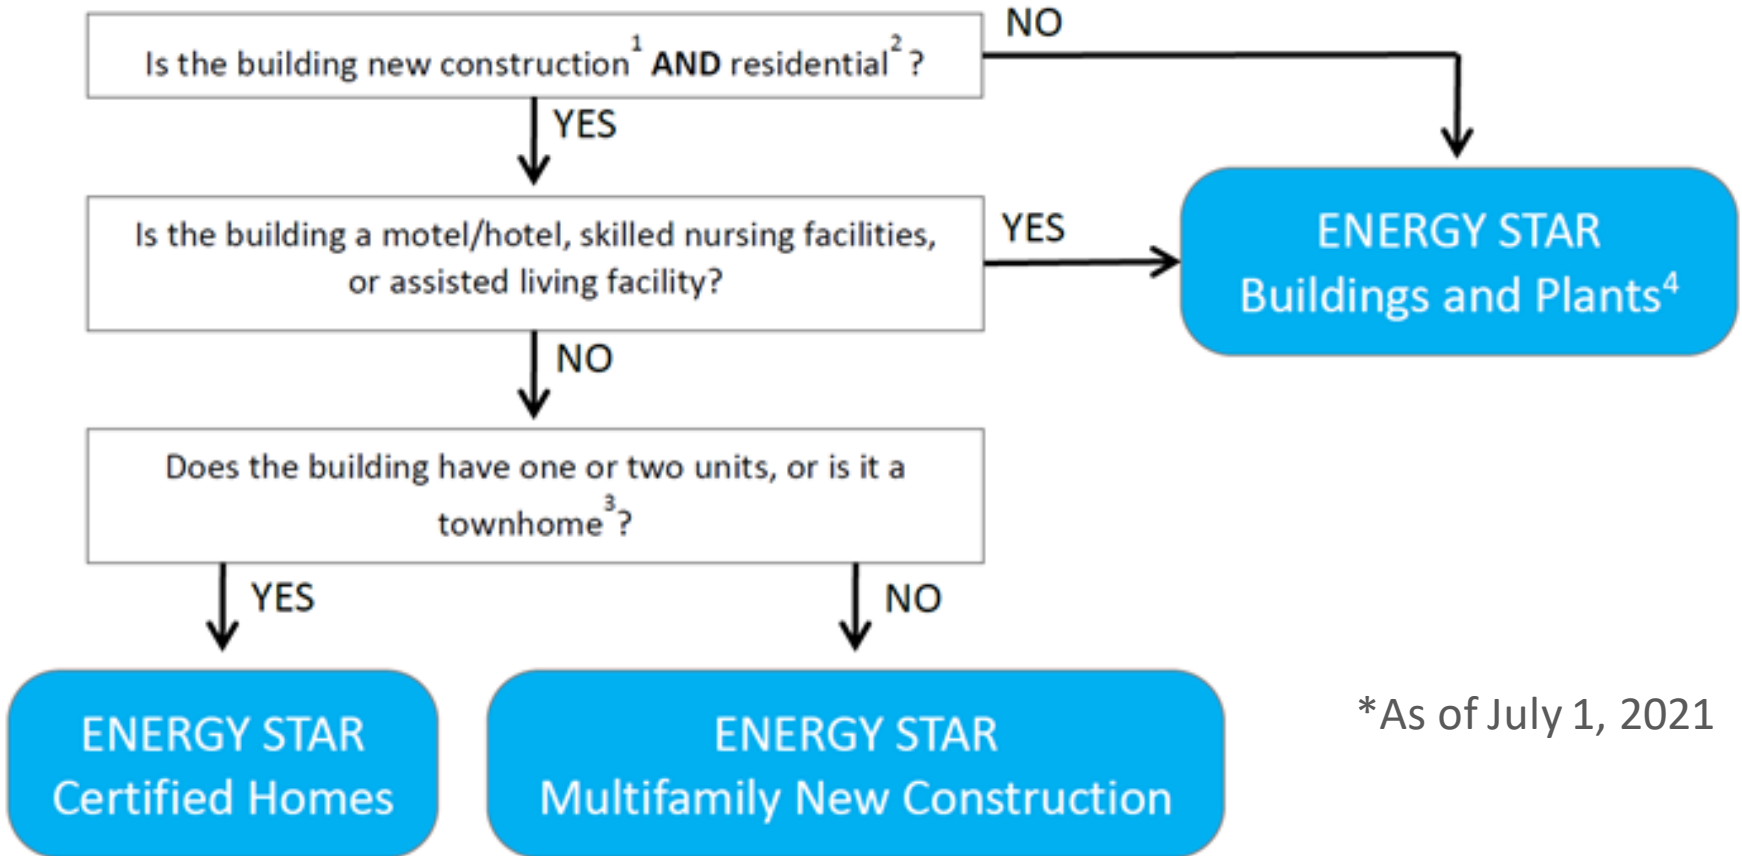 NO
Is the building new construction1 AND residential2?
YES
Is the building a motel/hotel, skilled nursing facilities,
or assisted living facility?
YES
ENERGY STAR
Buildings and Plants4
NO
Does the building have one or two units, or is it a
townhome3?
YES
NO
ENERGY STAR
Certified Homes
ENERGY STAR
Multifamily New Construction
*As of July 1, 2021